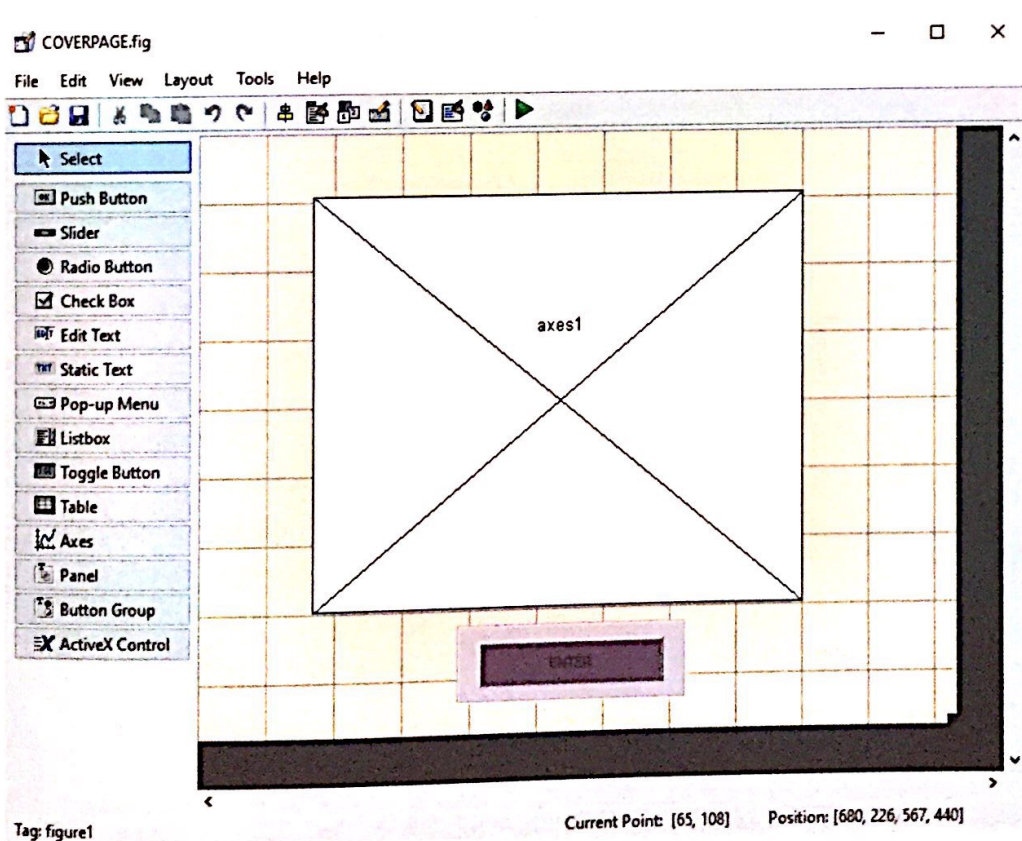 COVERPAGE.fig
File Edit View Layout Tools Help
Select
Push Button
Slider
Radio Button
Check Box
Edit Text
Static Text
Pop-up Menu
Listbox
Toggle Button
Table
Axes
Panel
Button Group
ActiveX Control
axes1
ENTER
Tag: figure1
Current Point: [65, 108] Position: [680, 226, 567, 440]